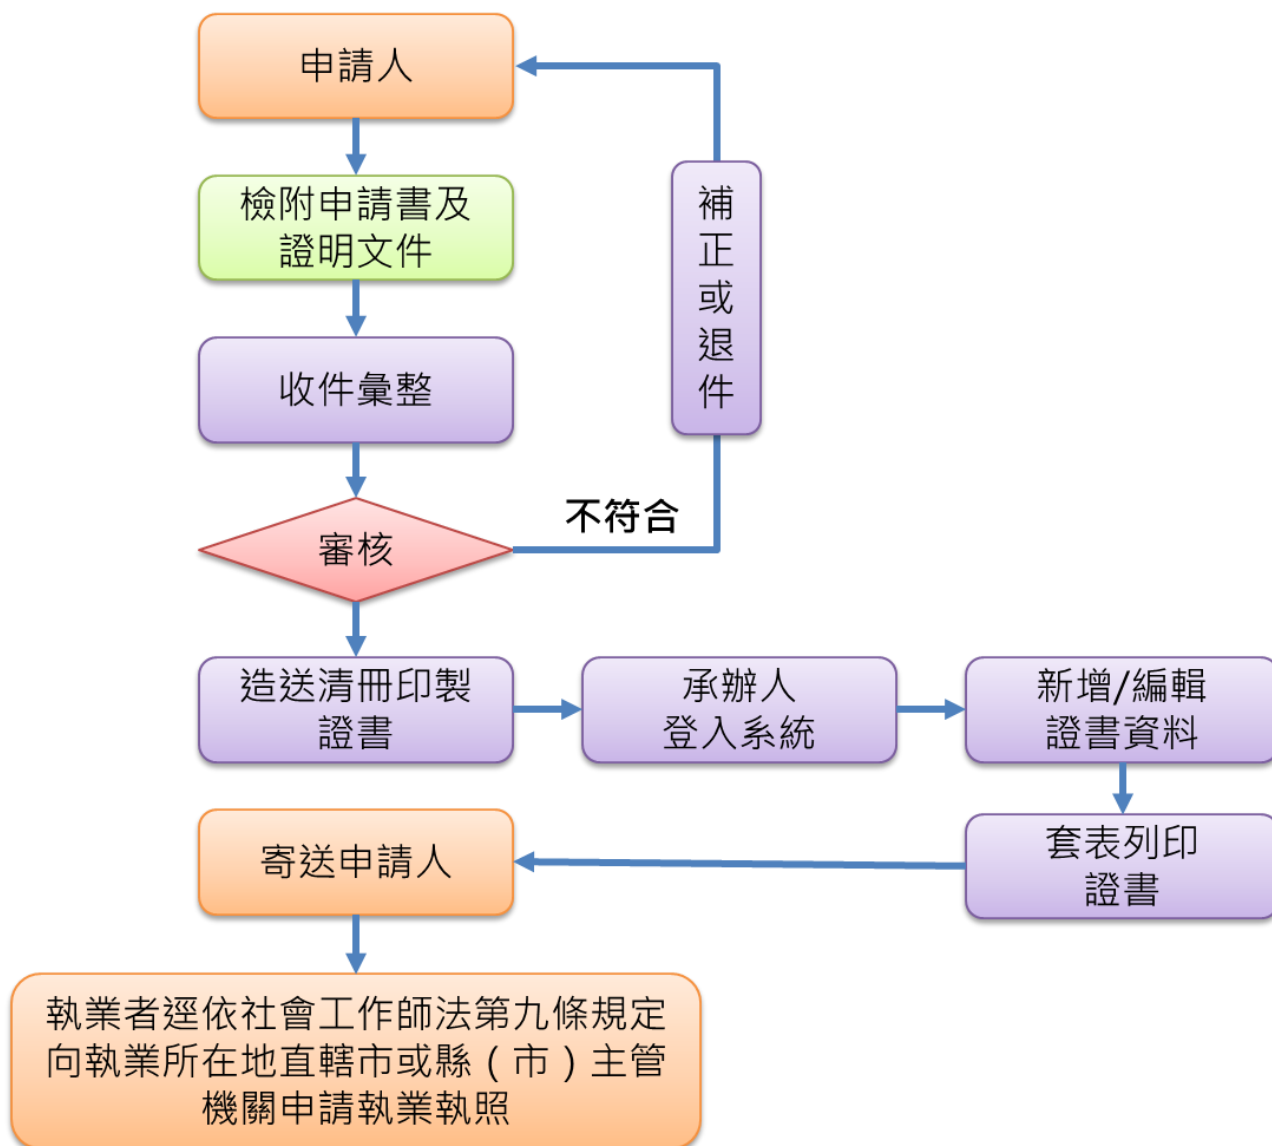 申請人
檢附申請書及
證明文件
收件彙整
審核
不符合
補
正
或
退
件
造送清冊印製
證書
承辦人
登入系統
新增/編輯
證書資料
套表列印
證書
寄送申請人
執業者逕依社會工作師法第九條規定
向執業所在地直轄市或縣（市）主管
機關申請執業執照